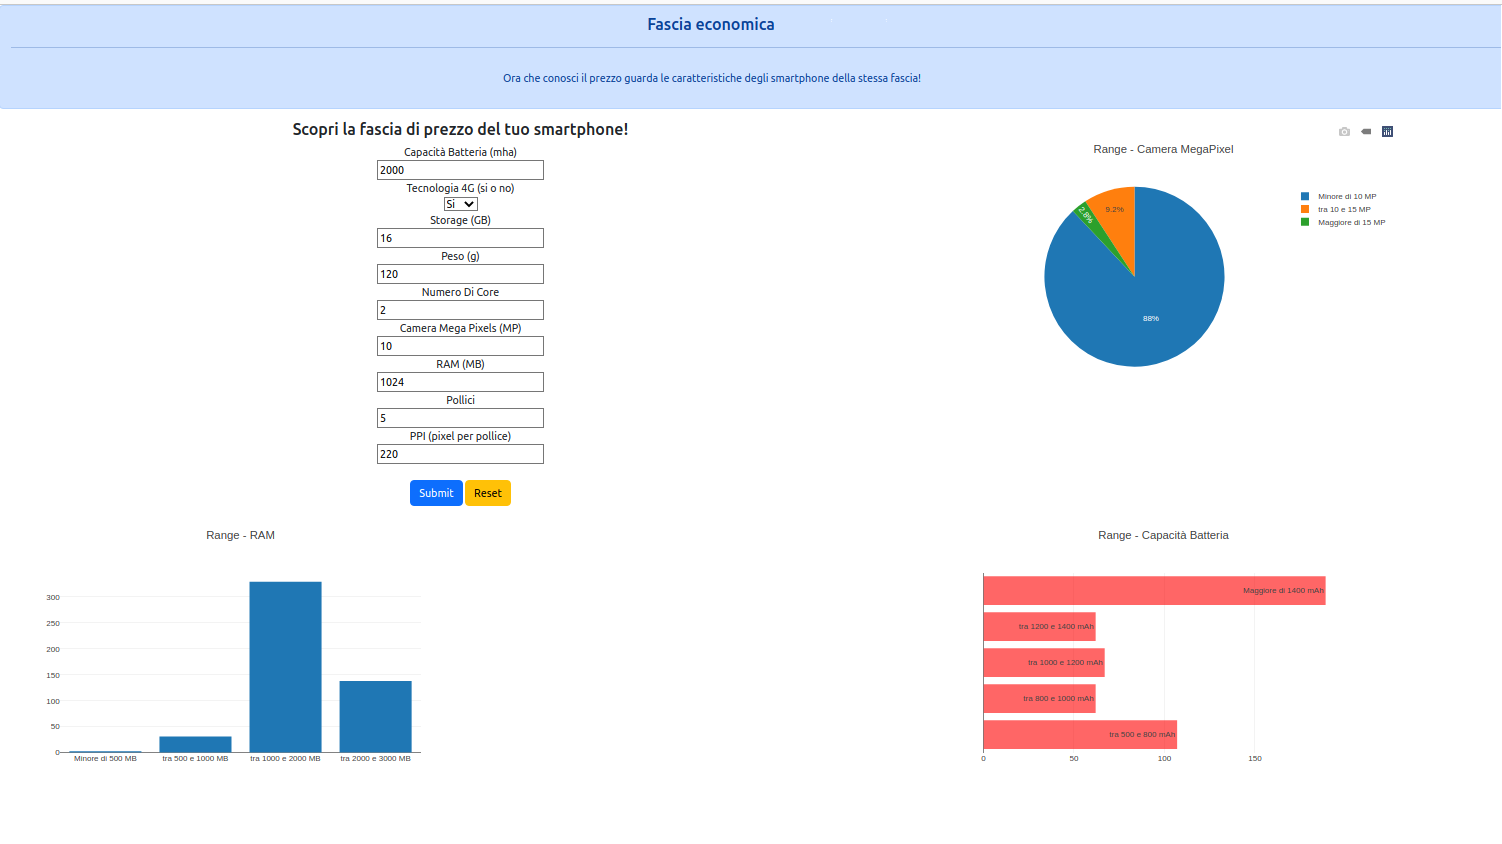 Fascia economica
Ora che conosci il prezzo guarda le caratteristiche degli smartphone della stessa fascia!
Scopri la fascia di prezzo del tuo smartphone!
Capacità Batteria (mha)
2000
Tecnologia 4G (si o no)
Si
Storage (GB)
16
Peso (g)
120
Numero Di Core
2
Camera Mega Pixels (MP)
10
RAM (MB)
1024
Pollici
5
PPI (pixel per pollice)
220
Submit Reset
Range - Camera MegaPixel
2.8%
9.2%
88%
Minore di 10 MP
tra 10 e 15 MP
Maggiore di 15 MP
Range - RAM
300
250
200
150
100
50
0
Minore di 500 MB tra 500 e 1000 MB tra 1000 e 2000 MB tra 2000 e 3000 MB
Range - Capacità Batteria
Maggiore di 1400 mAh
tra 1200 e 1400 mAh
tra 1000 e 1200 mAh
tra 800 e 1000 mAh
tra 500 e 800 mAh
0 50 100 150